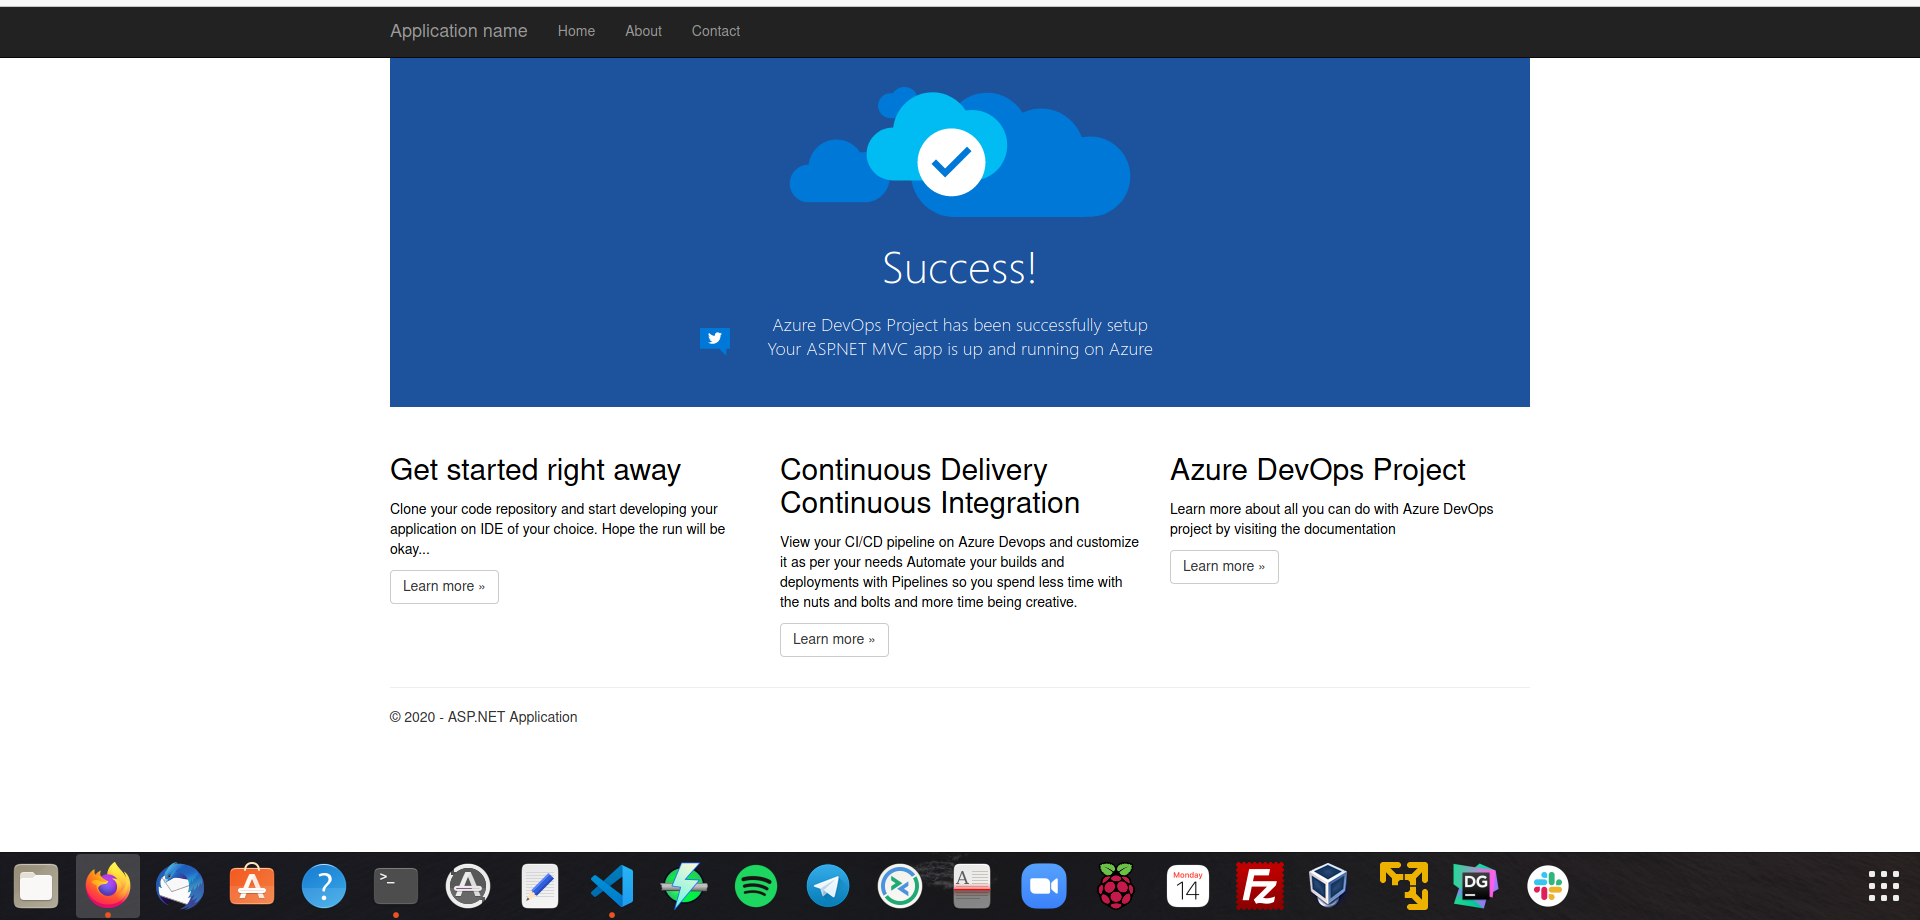 Application name Home About Contact
Success!
Azure DevOps Project has been successfully setup
Your ASP.NET MVC app is up and running on Azure
Get started right away
Clone your code repository and start developing your
application on IDE of your choice. Hope the run will be
okay...
Learn more »
Continuous Delivery
Continuous Integration
View your CI/CD pipeline on Azure Devops and customize
it as per your needs Automate your builds and
deployments with Pipelines so you spend less time with
the nuts and bolts and more time being creative.
Learn more »
Azure DevOps Project
Learn more about all you can do with Azure DevOps
project by visiting the documentation
Learn more »
© 2020 - ASP.NET Application
?
>_
A
Monday
14
FZ
DG